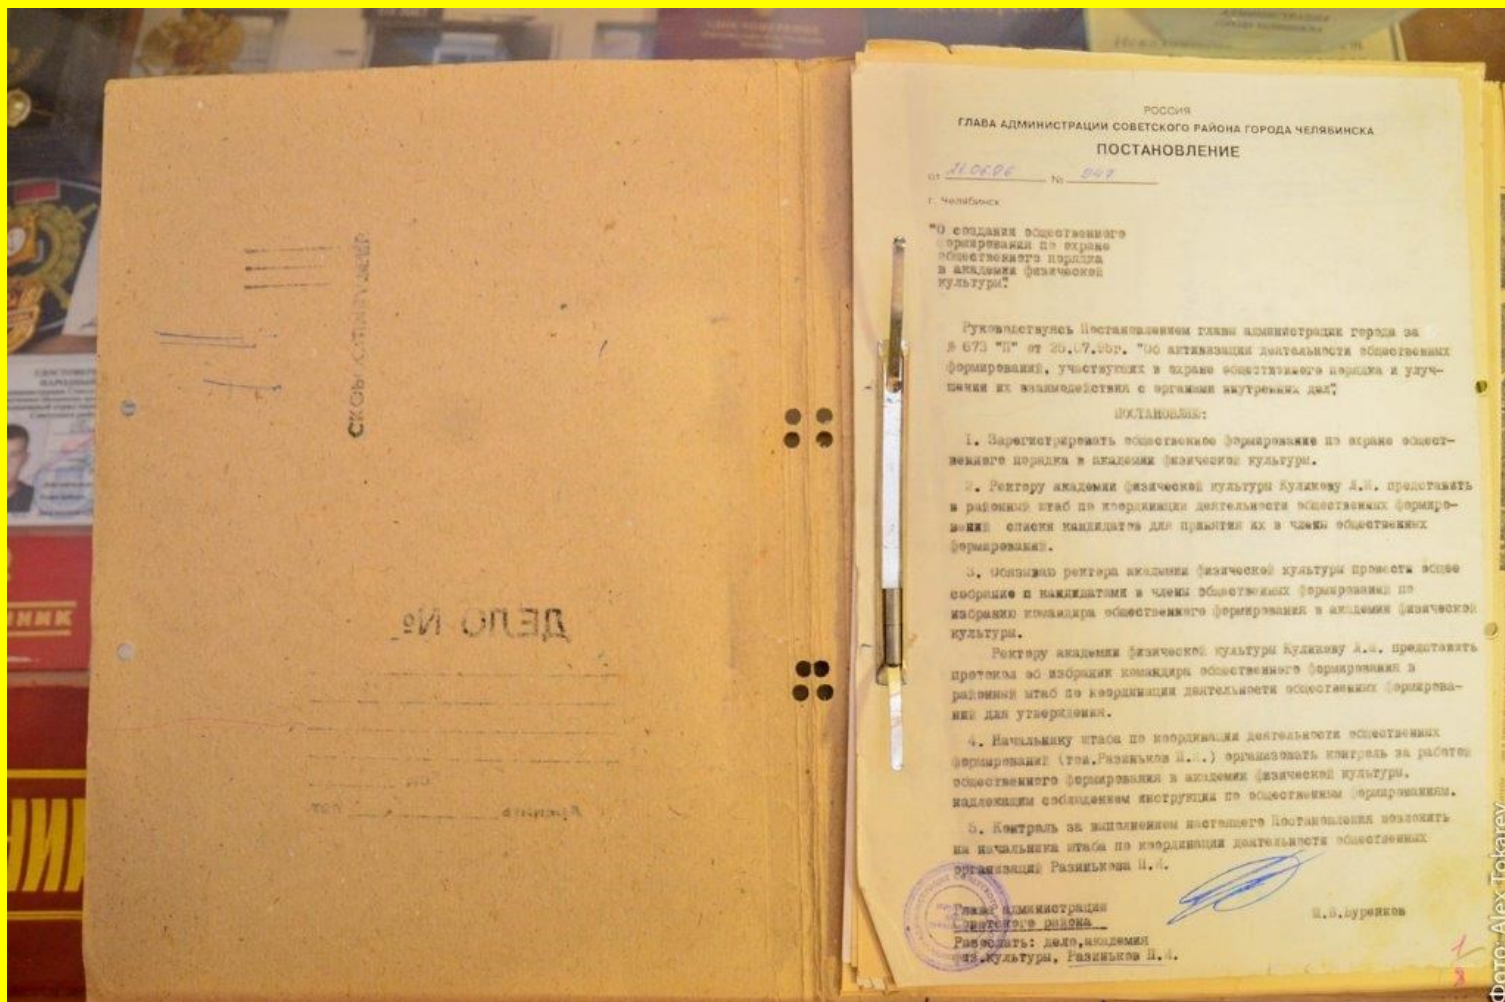 УДОСТОВЕРЕНИЕ
СКОРОСШИВАТЕЛЬ
ДЕЛО №
РОССИЯ
ГЛАВА АДМИНИСТРАЦИИ СОВЕТСКОГО РАЙОНА ГОРОДА ЧЕЛЯБИНСКА
ПОСТАНОВЛЕНИЕ
от 21.06.96 № 947
г. Челябинск
"О создании общественного
формирования по охране
общественного порядка
в академии физической
культуры".
Руководствуясь Постановлением главы администрации города за
№ 673 "П" от 25.07.95г. "Об активизации деятельности общественных
формирований, участвующих в охране общественного порядка и улуч-
шении их взаимодействия с органами внутренних дел",
ПОСТАНОВЛЯЮ:
1. Зарегистрировать общественное формирование по охране общест-
венного порядка в академии физической культуры.
2. Ректору академии физической культуры Куликову Л.М. представить
в районный штаб по координации деятельности общественных формиро-
ваний списки кандидатов для принятия их в члены общественных
формирований.
3. Обязываю ректора академии физической культуры провести общее
собрание с кандидатами в члены общественных формирований по
избранию командира общественного формирования в академии физической
культуры.
Ректору академии физической культуры Куликову Л.М. представить
протокол об избрании командира общественного формирования в
районный штаб по координации деятельности общественных формирова-
ний для утверждения.
4. Начальнику штаба по координации деятельности общественных
формирований (тов.Разиньков П.И.) организовать контроль за работой
общественного формирования в академии физической культуры,
надлежащим соблюдением инструкции по общественным формированиям.
5. Контраль за выполнением настоящего Постановления возложить
на начальника штаба по координации деятельности общественных
организаций Разинькова П.И.
Глава администрации
Советского района
Буренков
Разослать: дело,академия
физ.культуры, Разиньков П.И.
Фото: Alex Tokarev